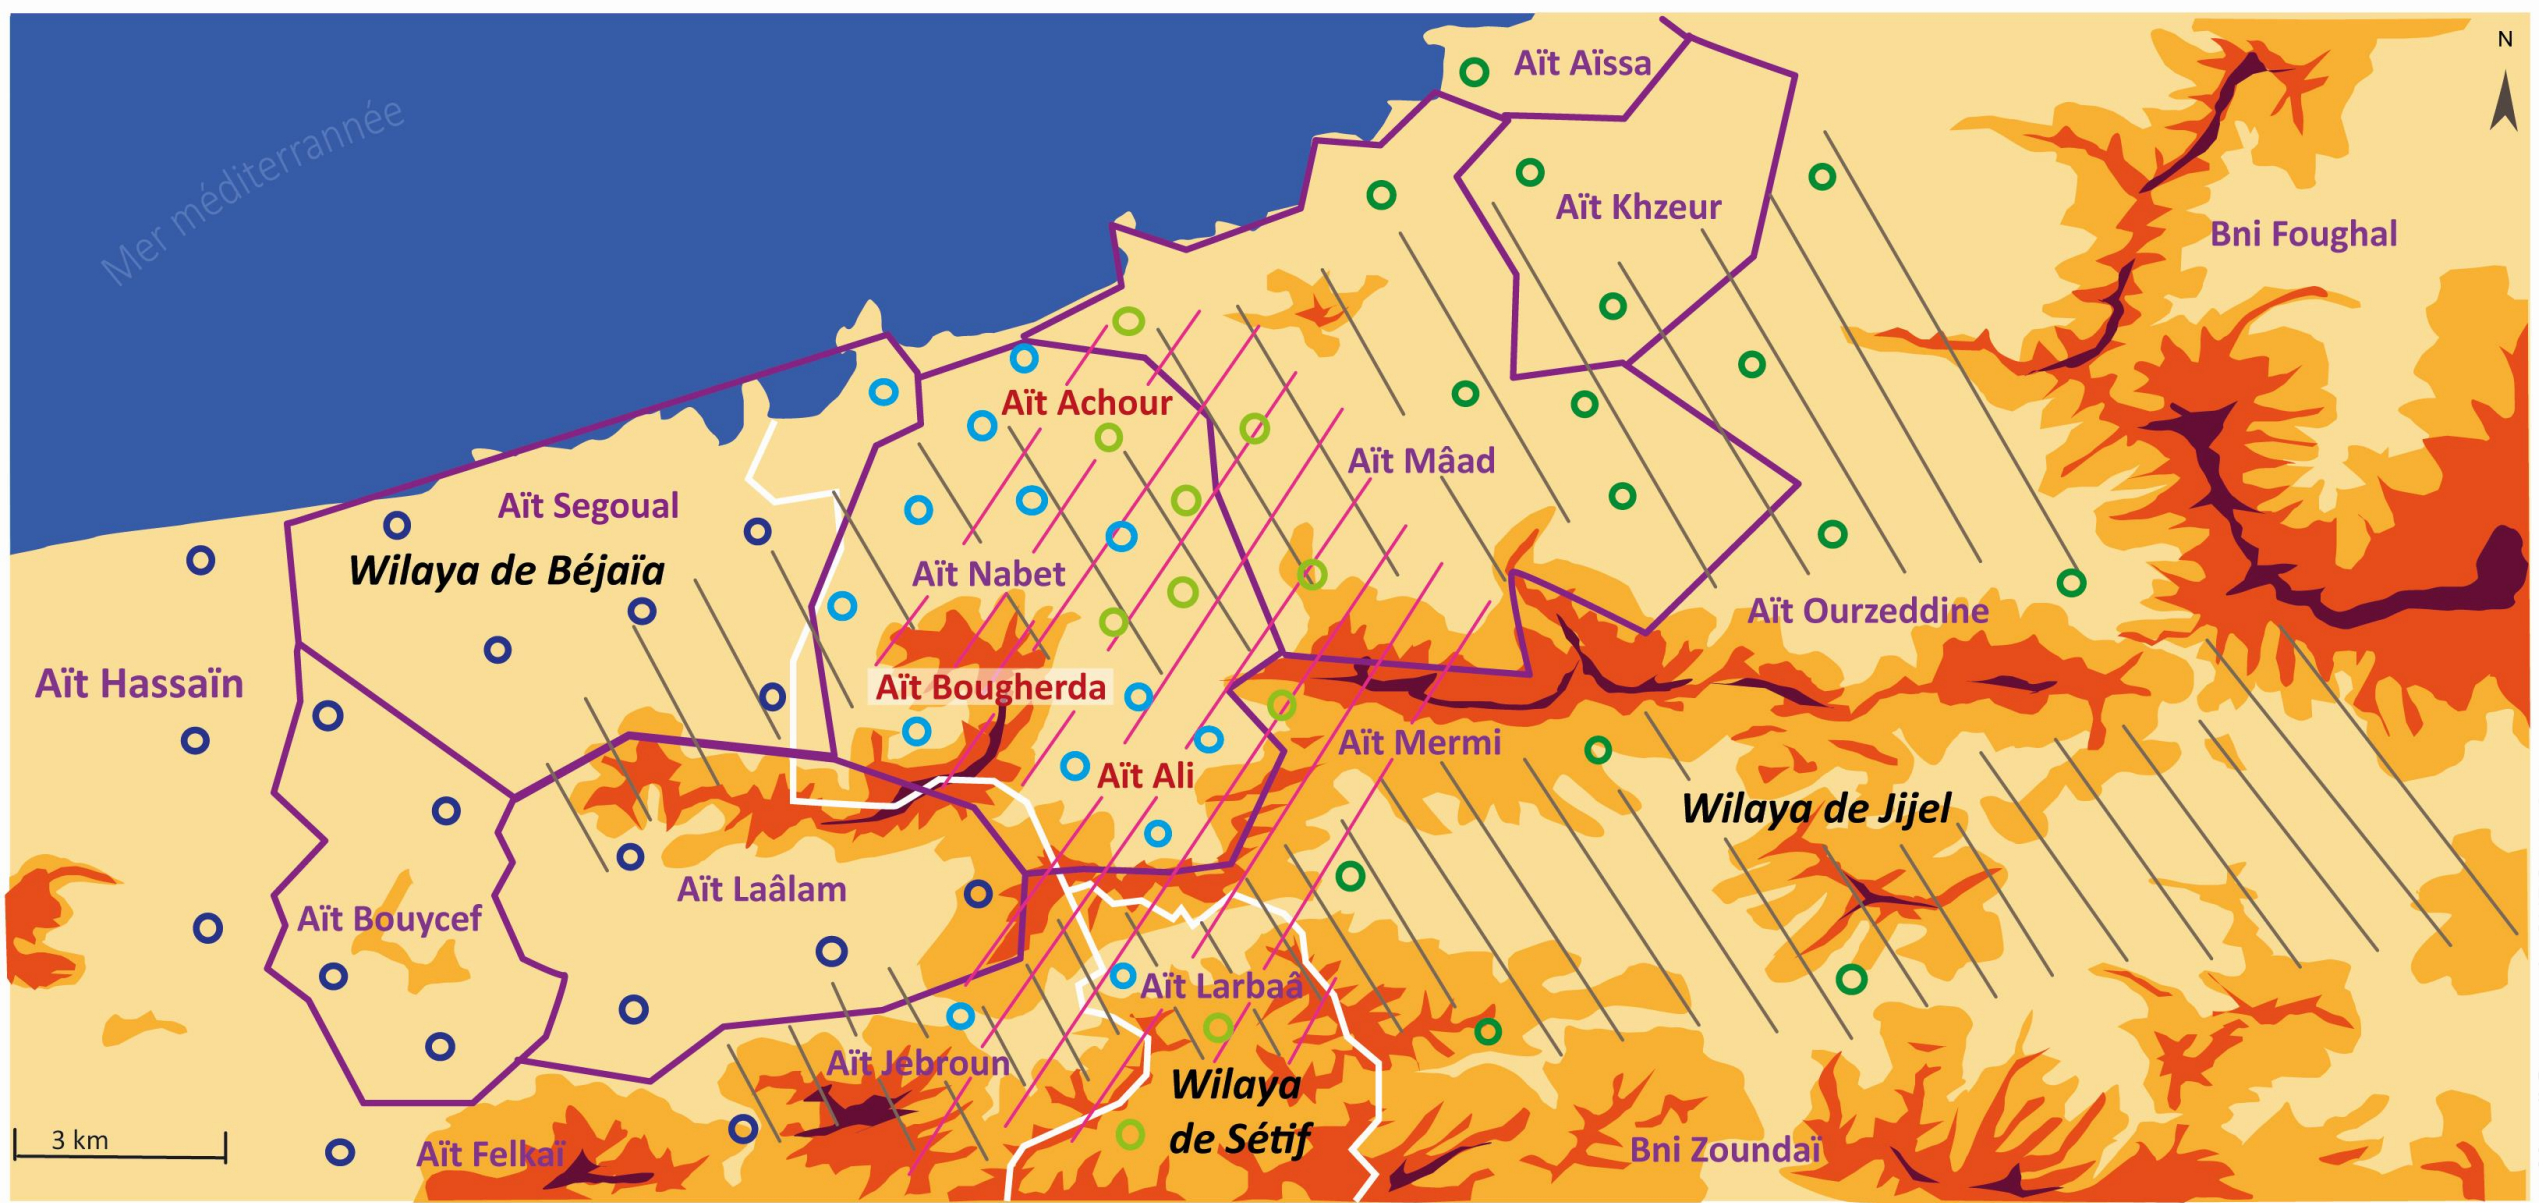 N
Aït Aïssa
Mer méditerrannée
Aït Khzeur
Bni Foughal
Aït Achour
Aït Mâad
Aït Segoual
Wilaya de Béjaïa
Aït Nabet
Aït Ourzeddine
Aït Hassaïn
Aït Bougherda
Aït Mermi
Aït Ali
Wilaya de Jijel
Aït Laâlam
Aït Bouycef
Aït Larbaâ
Aït Jebroun
Wilaya
de Sétif
3 km
Aït Felkaï
Bni Zoundaï